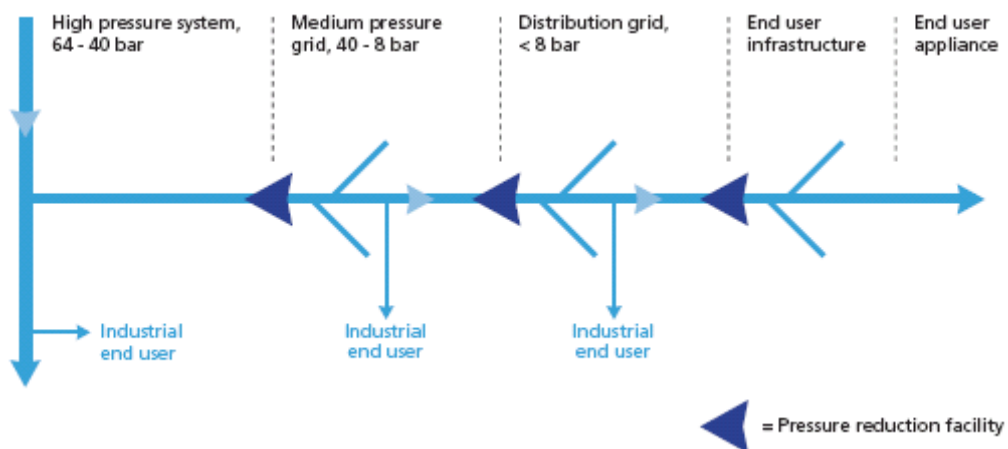 High pressure system,
64 - 40 bar
Medium pressure
grid, 40 - 8 bar
Distribution grid,
< 8 bar
End user
infrastructure
End user
appliance
Industrial
end user
Industrial
end user
Industrial
end user
= Pressure reduction facility